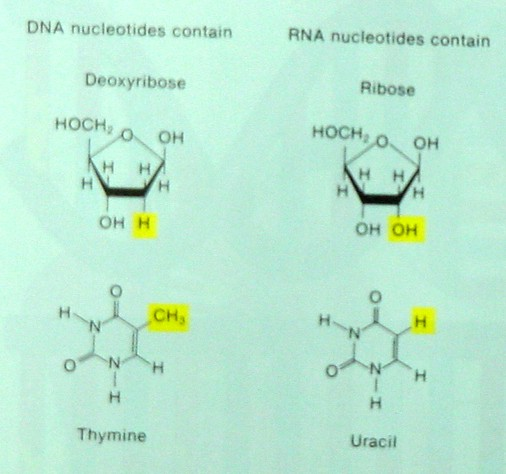 DNA nucleotides contain
RNA nucleotides contain
Deoxyribose
Ribose
HOCH₂ O OH
H H
H H
OH H
HOCH₂ O OH
H H
H H
OH OH
O
H CH₃
N
O N H
H
O
H H
N
O N H
H
Thymine
Uracil